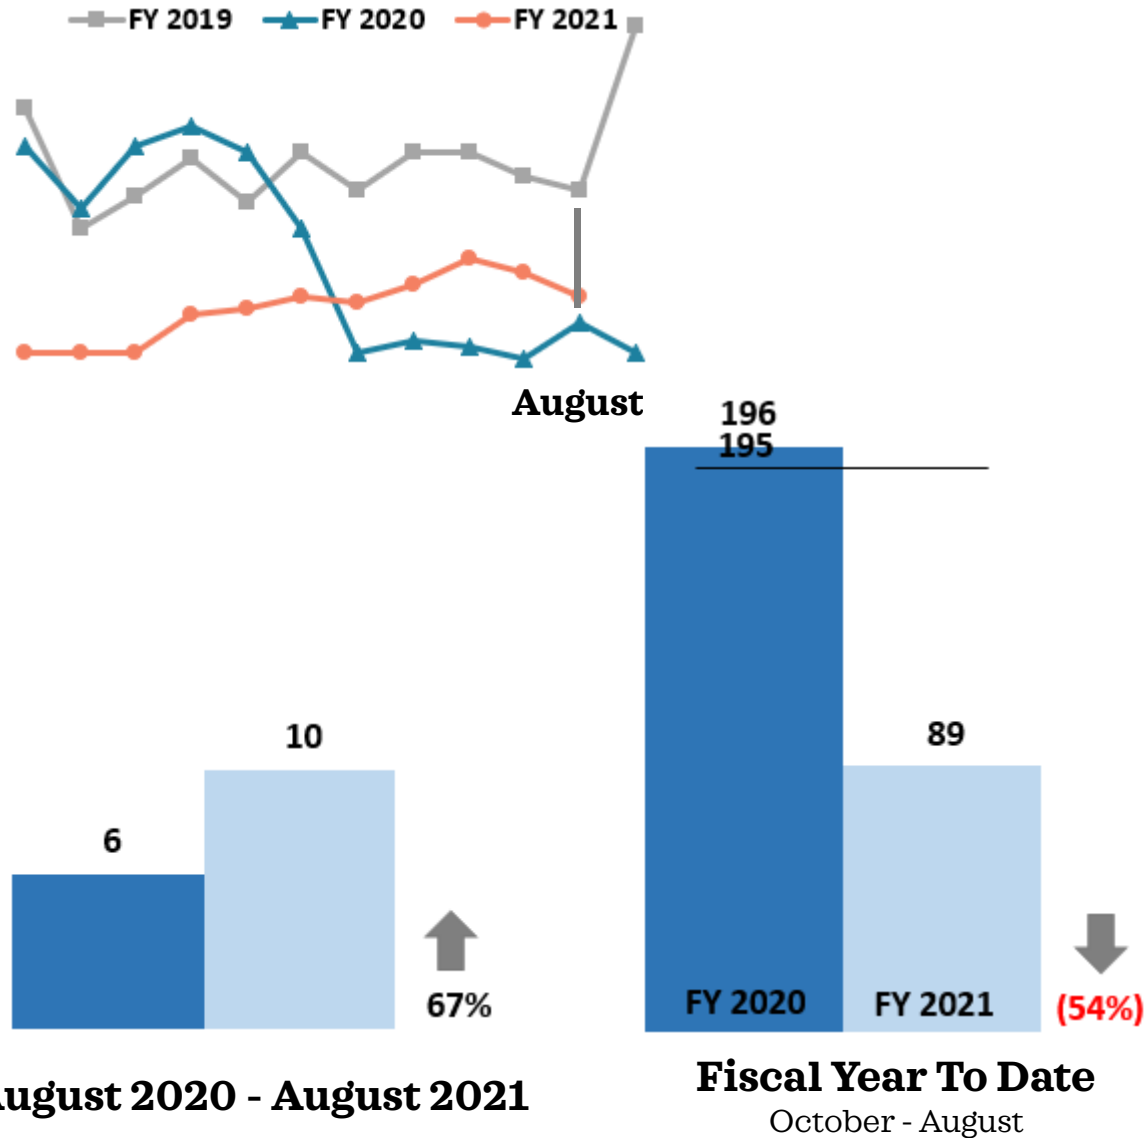 FY 2019 FY 2020 FY 2021
August
196
195
10
89
6
67%
FY 2020 FY 2021 (54%)
ugust 2020 - August 2021
Fiscal Year To Date
October - August